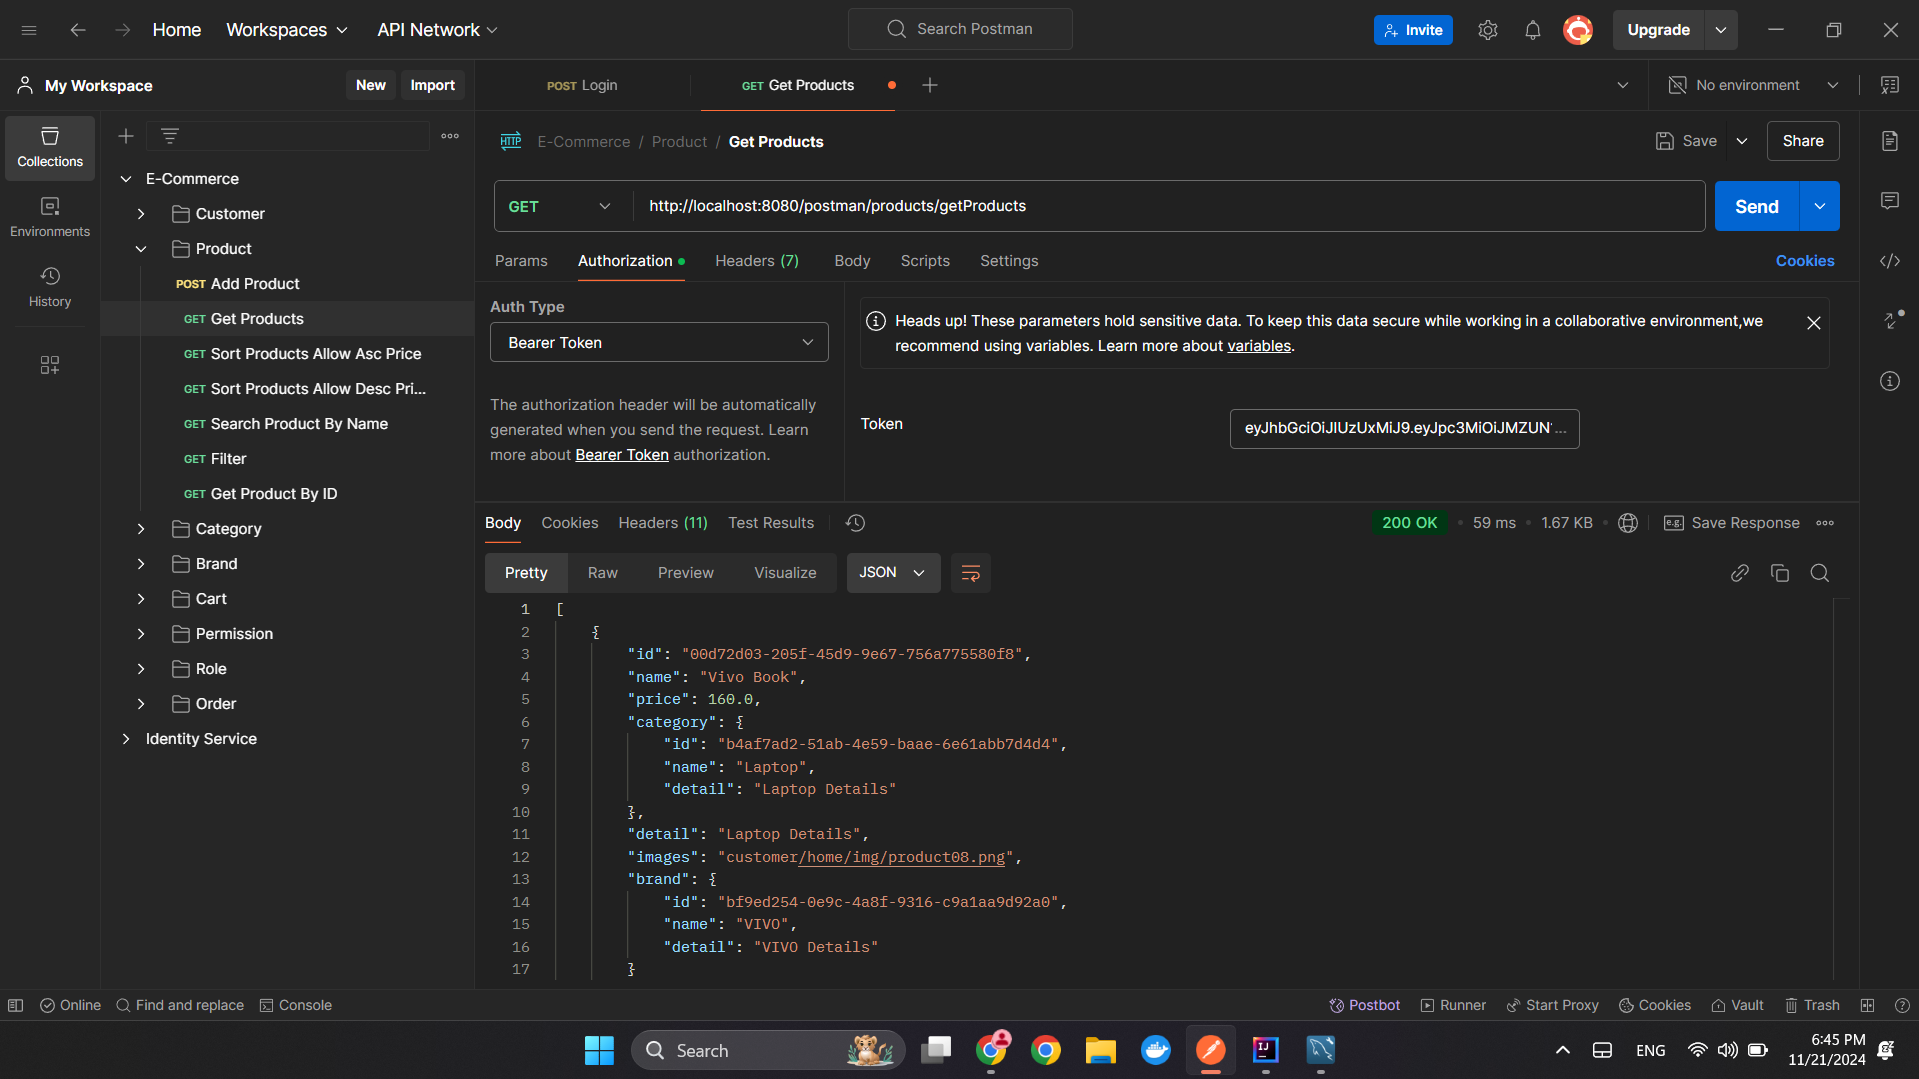 Home Workspaces API Network Search Postman Invite Upgrade
My Workspace New Import
POST Login GET Get Products No environment
Collections
Environments
History
E-Commerce
Customer
Product
POST Add Product
GET Get Products
GET Sort Products Allow Asc Price
GET Sort Products Allow Desc Pri...
GET Search Product By Name
GET Filter
GET Get Product By ID
Category
Brand
Cart
Permission
Role
Order
Identity Service
HTTP E-Commerce / Product / Get Products Save Share
GET http://localhost:8080/postman/products/getProducts Send
Params Authorization Headers (7) Body Scripts Settings Cookies
Auth Type
Bearer Token
The authorization header will be automatically
generated when you send the request. Learn
more about Bearer Token authorization.
Heads up! These parameters hold sensitive data. To keep this data secure while working in a collaborative environment,we
recommend using variables. Learn more about variables.
Token
Body Cookies Headers (11) Test Results 200 OK 59 ms 1.67 KB e.g. Save Response
Pretty Raw Preview Visualize JSON
1 [
2 {
3 "id": "00d72d03-205f-45d9-9e67-756a775580f8",
4 "name": "Vivo Book",
5 "price": 160.0,
6 "category": {
7 "id": "b4af7ad2-51ab-4e59-baae-6e61abb7d4d4",
8 "name": "Laptop",
9 "detail": "Laptop Details"
10 },
11 "detail": "Laptop Details",
12 "images": "customer/home/img/product08.png",
13 "brand": {
14 "id": "bf9ed254-0e9c-4a8f-9316-c9a1aa9d92a0",
15 "name": "VIVO",
16 "detail": "VIVO Details"
17 }
Online Find and replace Console Postbot Runner Start Proxy Cookies Vault Trash
Search IJ ENG 6:45 PM
11/21/2024